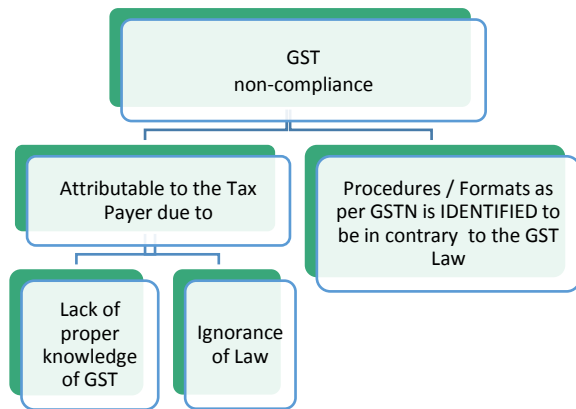 GST
non-compliance
Attributable to the Tax
Payer due to
Procedures / Formats as
per GSTN is IDENTIFIED to
be in contrary to the GST
Law
Lack of
proper
knowledge
of GST
Ignorance
of Law